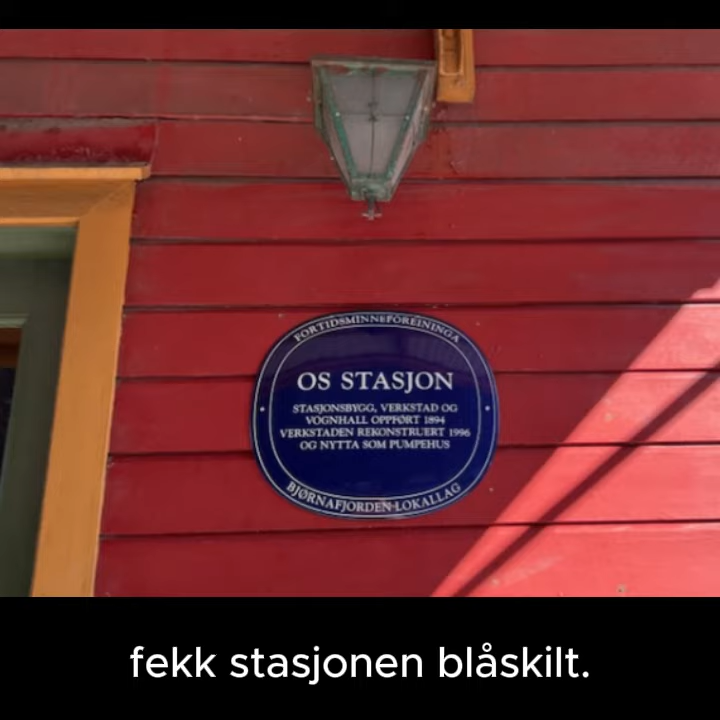 FORTIDSMINNEFOREININGA
OS STASJON
STASJONSBYGG, VERKSTAD OG
VOGNHALL OPPFØRT 1894
VERKSTADEN REKONSTRUERT 1996
OG NYTTA SOM PUMPEHUS
BJØRNAFJORDEN LOKALLAG
fekk stasjonen blåskilt.